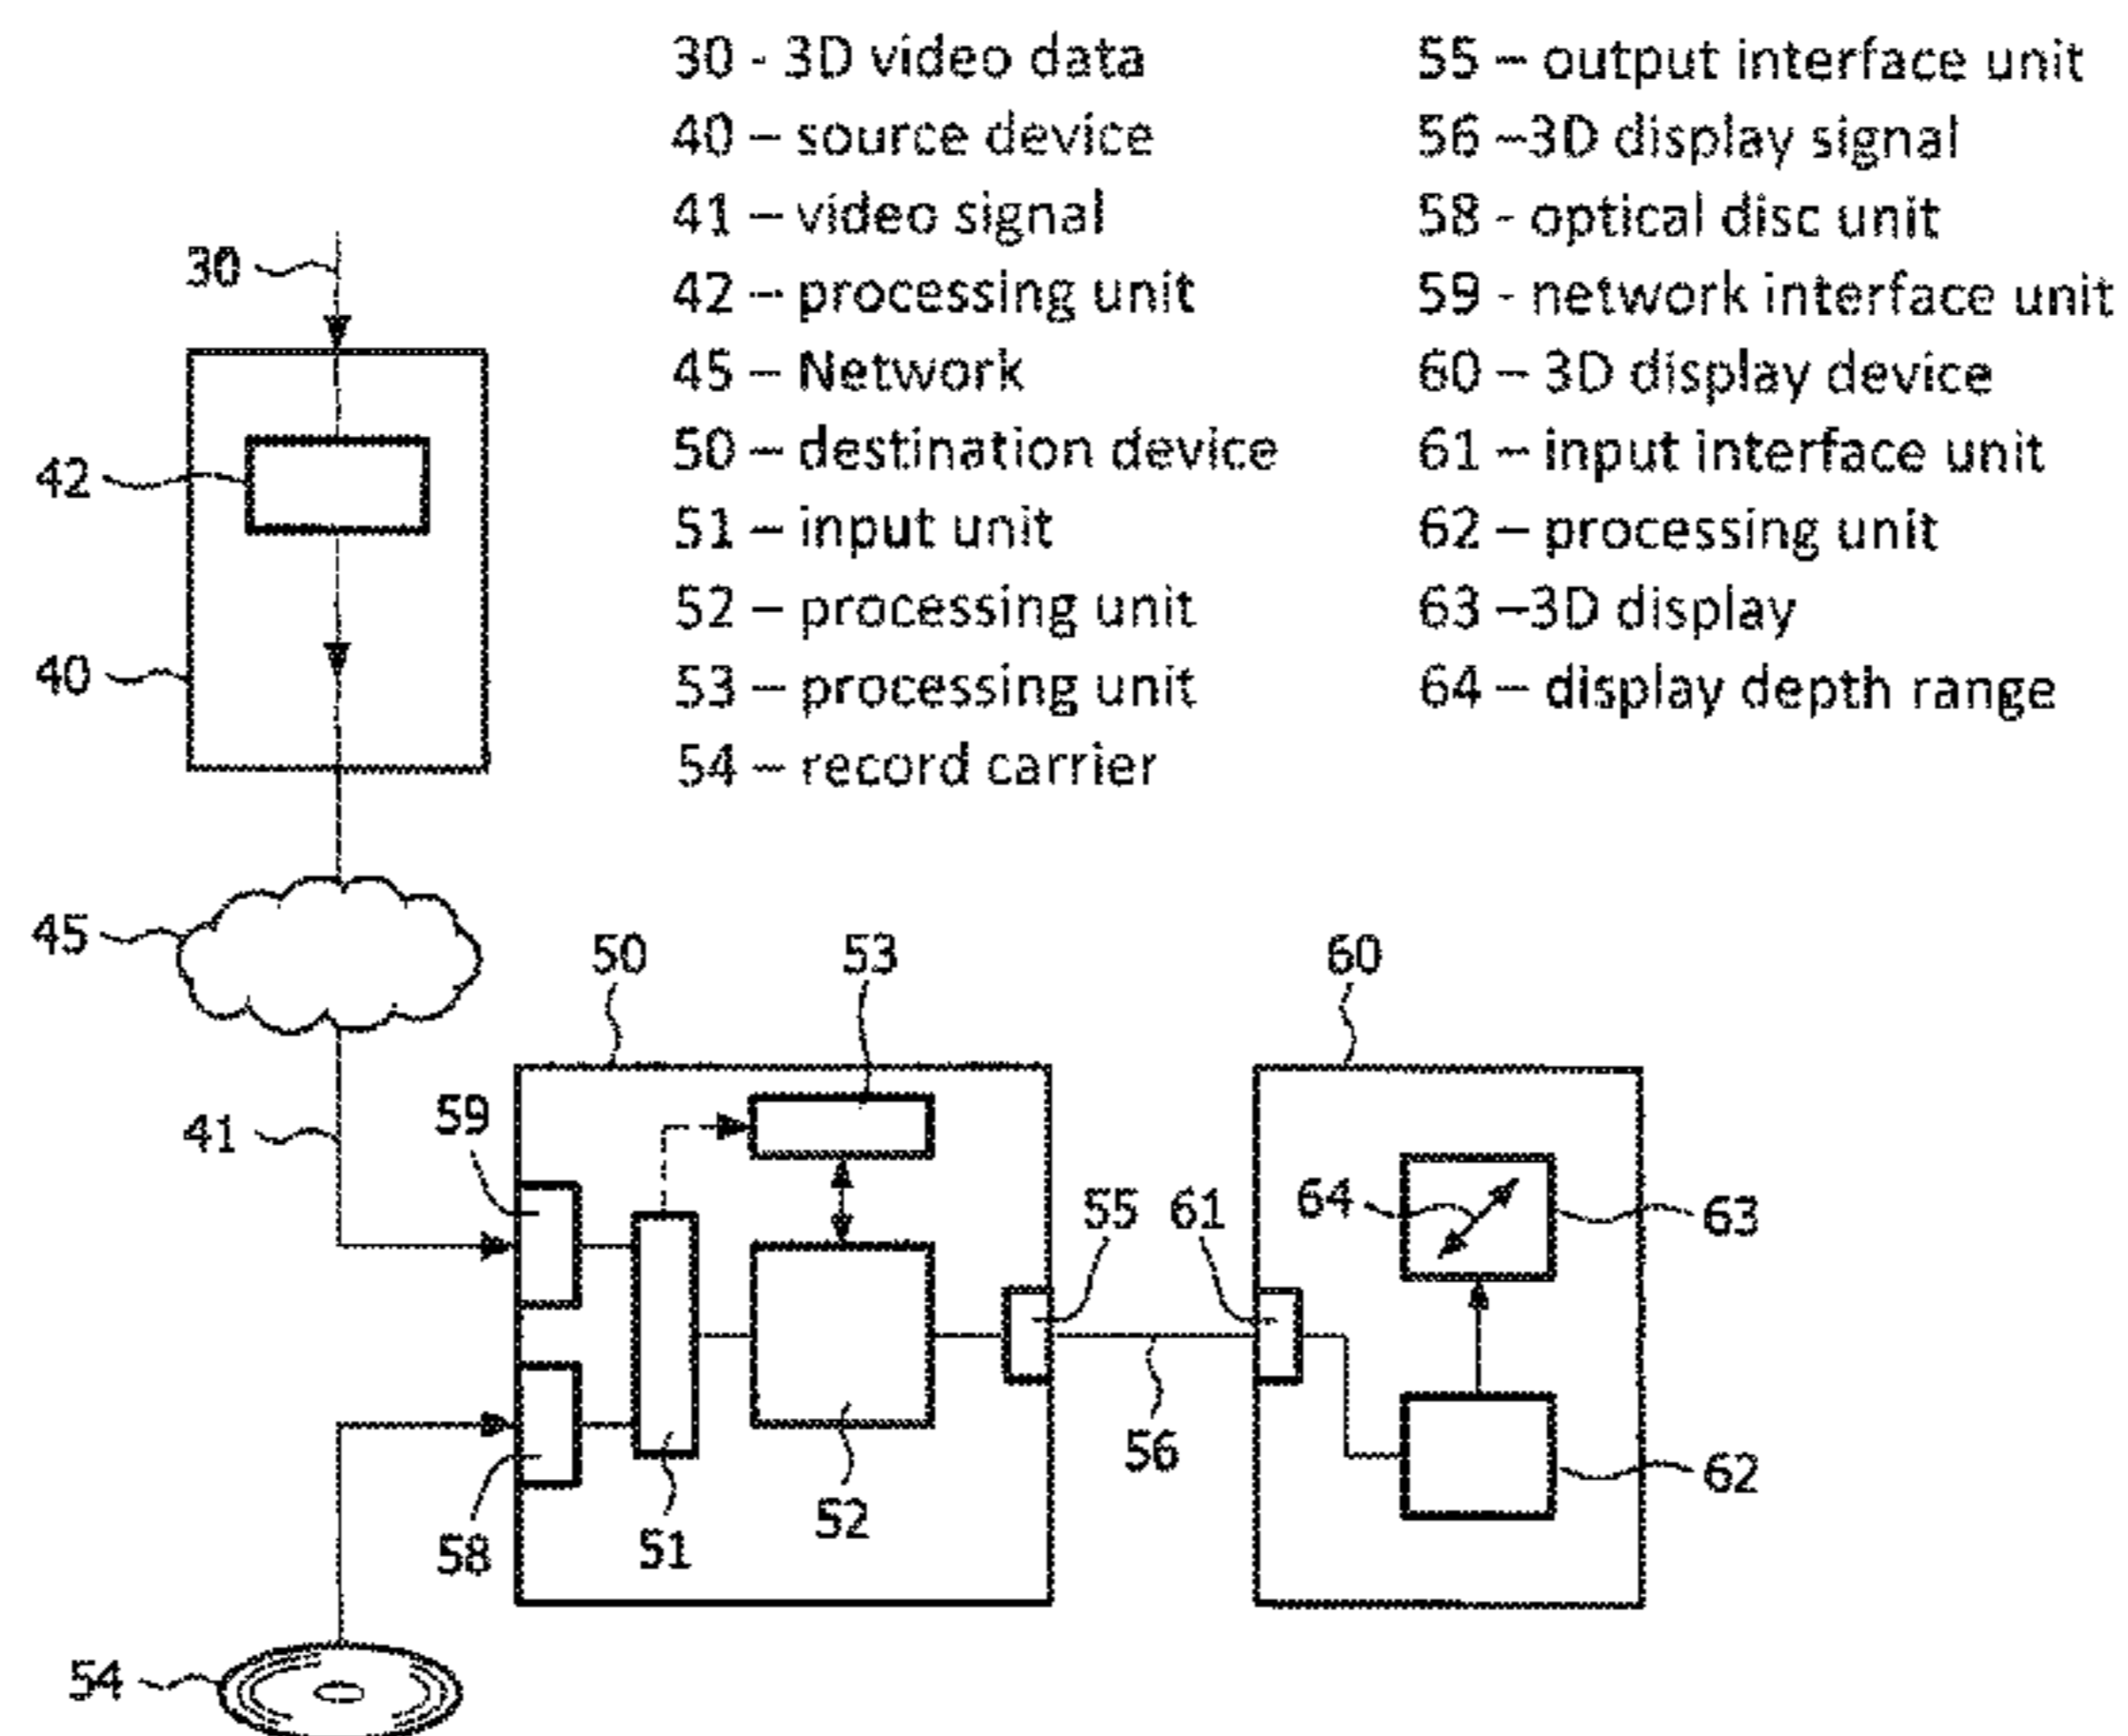 30 - 3D video data
40 – source device
41 – video signal
42 – processing unit
45 – Network
50 – destination device
51 – input unit
52 – processing unit
53 – processing unit
54 – record carrier
55 – output interface unit
56 –3D display signal
58 - optical disc unit
59 - network interface unit
60 – 3D display device
61 – input interface unit
62 – processing unit
63 –3D display
64 – display depth range
30
42
40
45
50
53
60
41
59
55
61
64
63
56
62
58
51
52
54